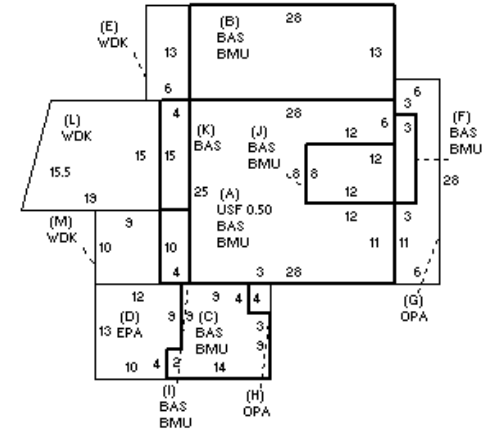 (E)
WDK
(B)
BAS
BMU
28
13
13
6
6
3
(L)
WDK
4
(K)
BAS
28
(J)
BAS
BMU
12
6
3
(F)
BAS
BMU
15.5
15
15
12
8
8
28
25
(A)
USF 0.50
BAS
BMU
12
19
(M)
WDK
9
12
3
10
10
11
11
4
3
28
6
(G)
OPA
12
(D)
EPA
9
9
9
4
4
(C)
BAS
BMU
13
3
9
10
4
2
14
(I)
BAS
BMU
(H)
OPA